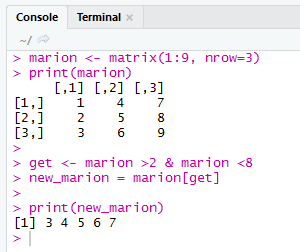 Console Terminal ×
~/
> marion <- matrix(1:9, nrow=3)
> print(marion)
     [,1] [,2] [,3]
[1,]    1    4    7
[2,]    2    5    8
[3,]    3    6    9
>
> get <- marion >2 & marion <8
> new_marion = marion[get]
>
> print(new_marion)
[1] 3 4 5 6 7
>